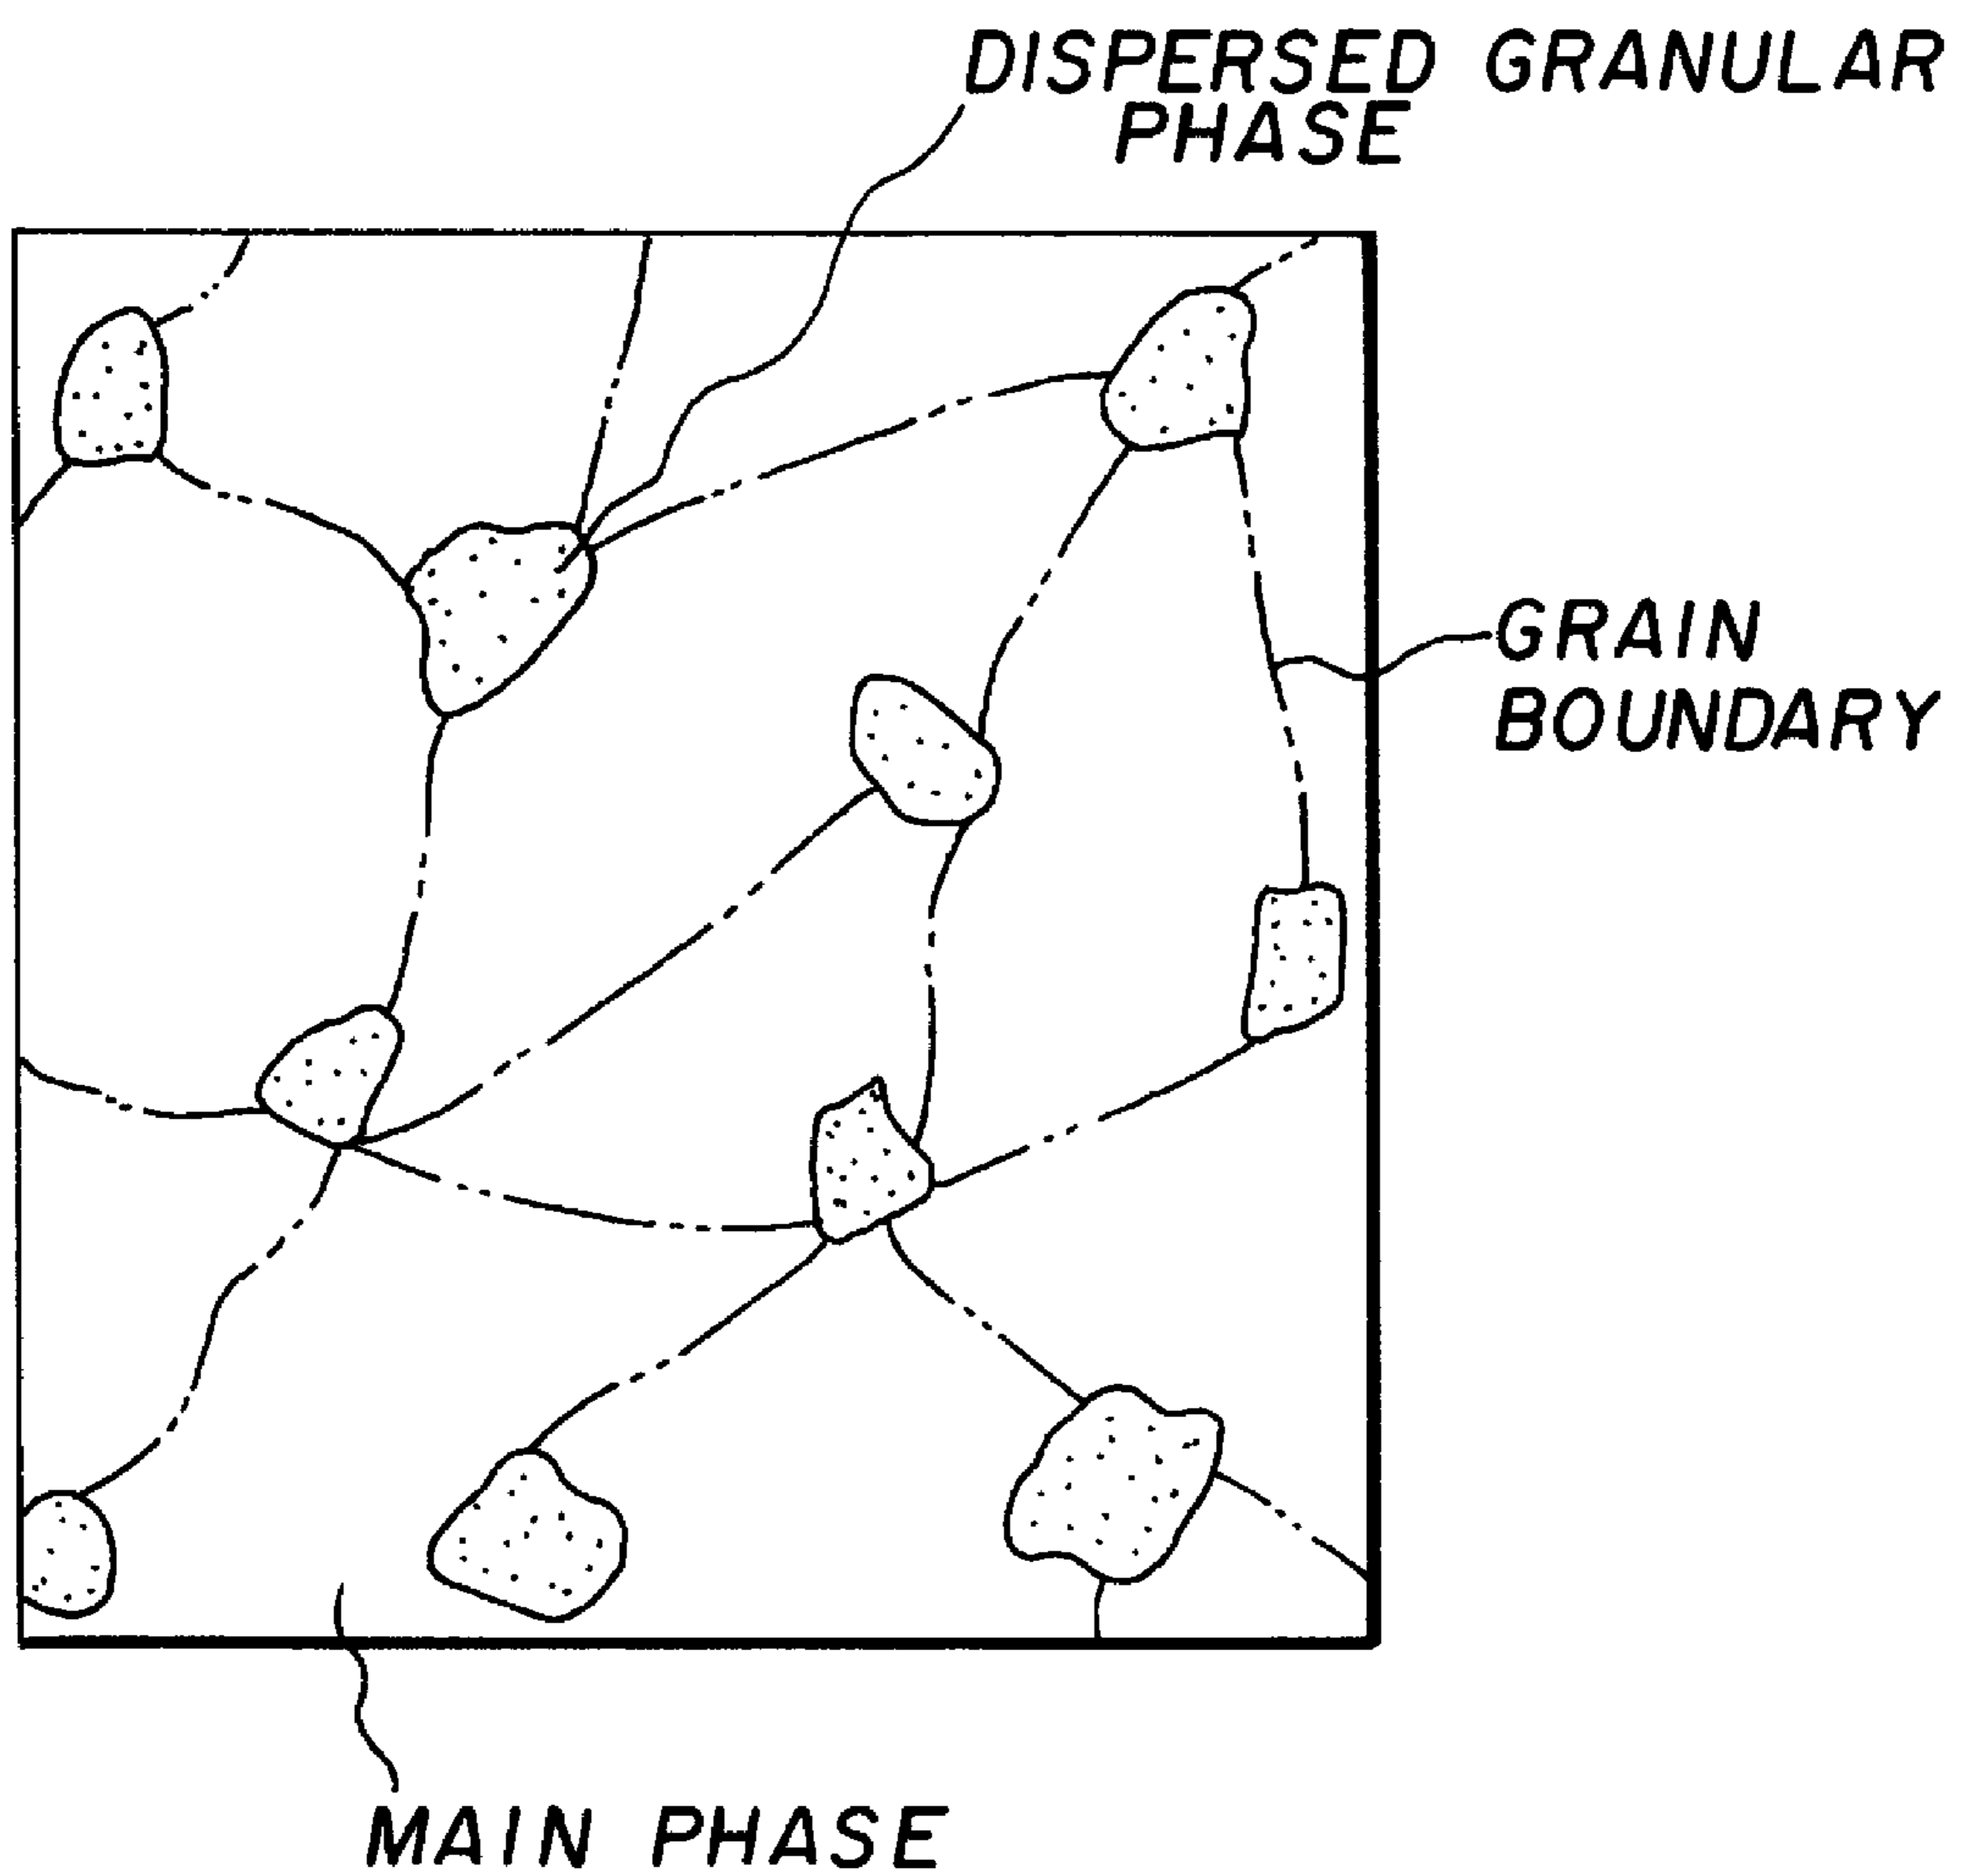 DISPERSED GRANULAR
PHASE
GRAIN
BOUNDARY
MAIN PHASE